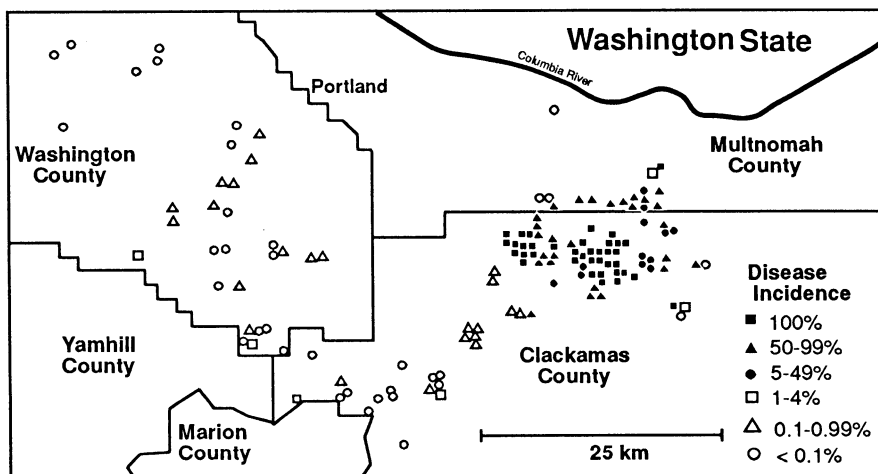 Washington State
Columbia River
Portland
Washington
County
Multnomah
County
Yamhill
County
Clackamas
County
Marion
County
Disease
Incidence
100%
50-99%
5-49%
1-4%
0.1-0.99%
< 0.1%
25 km